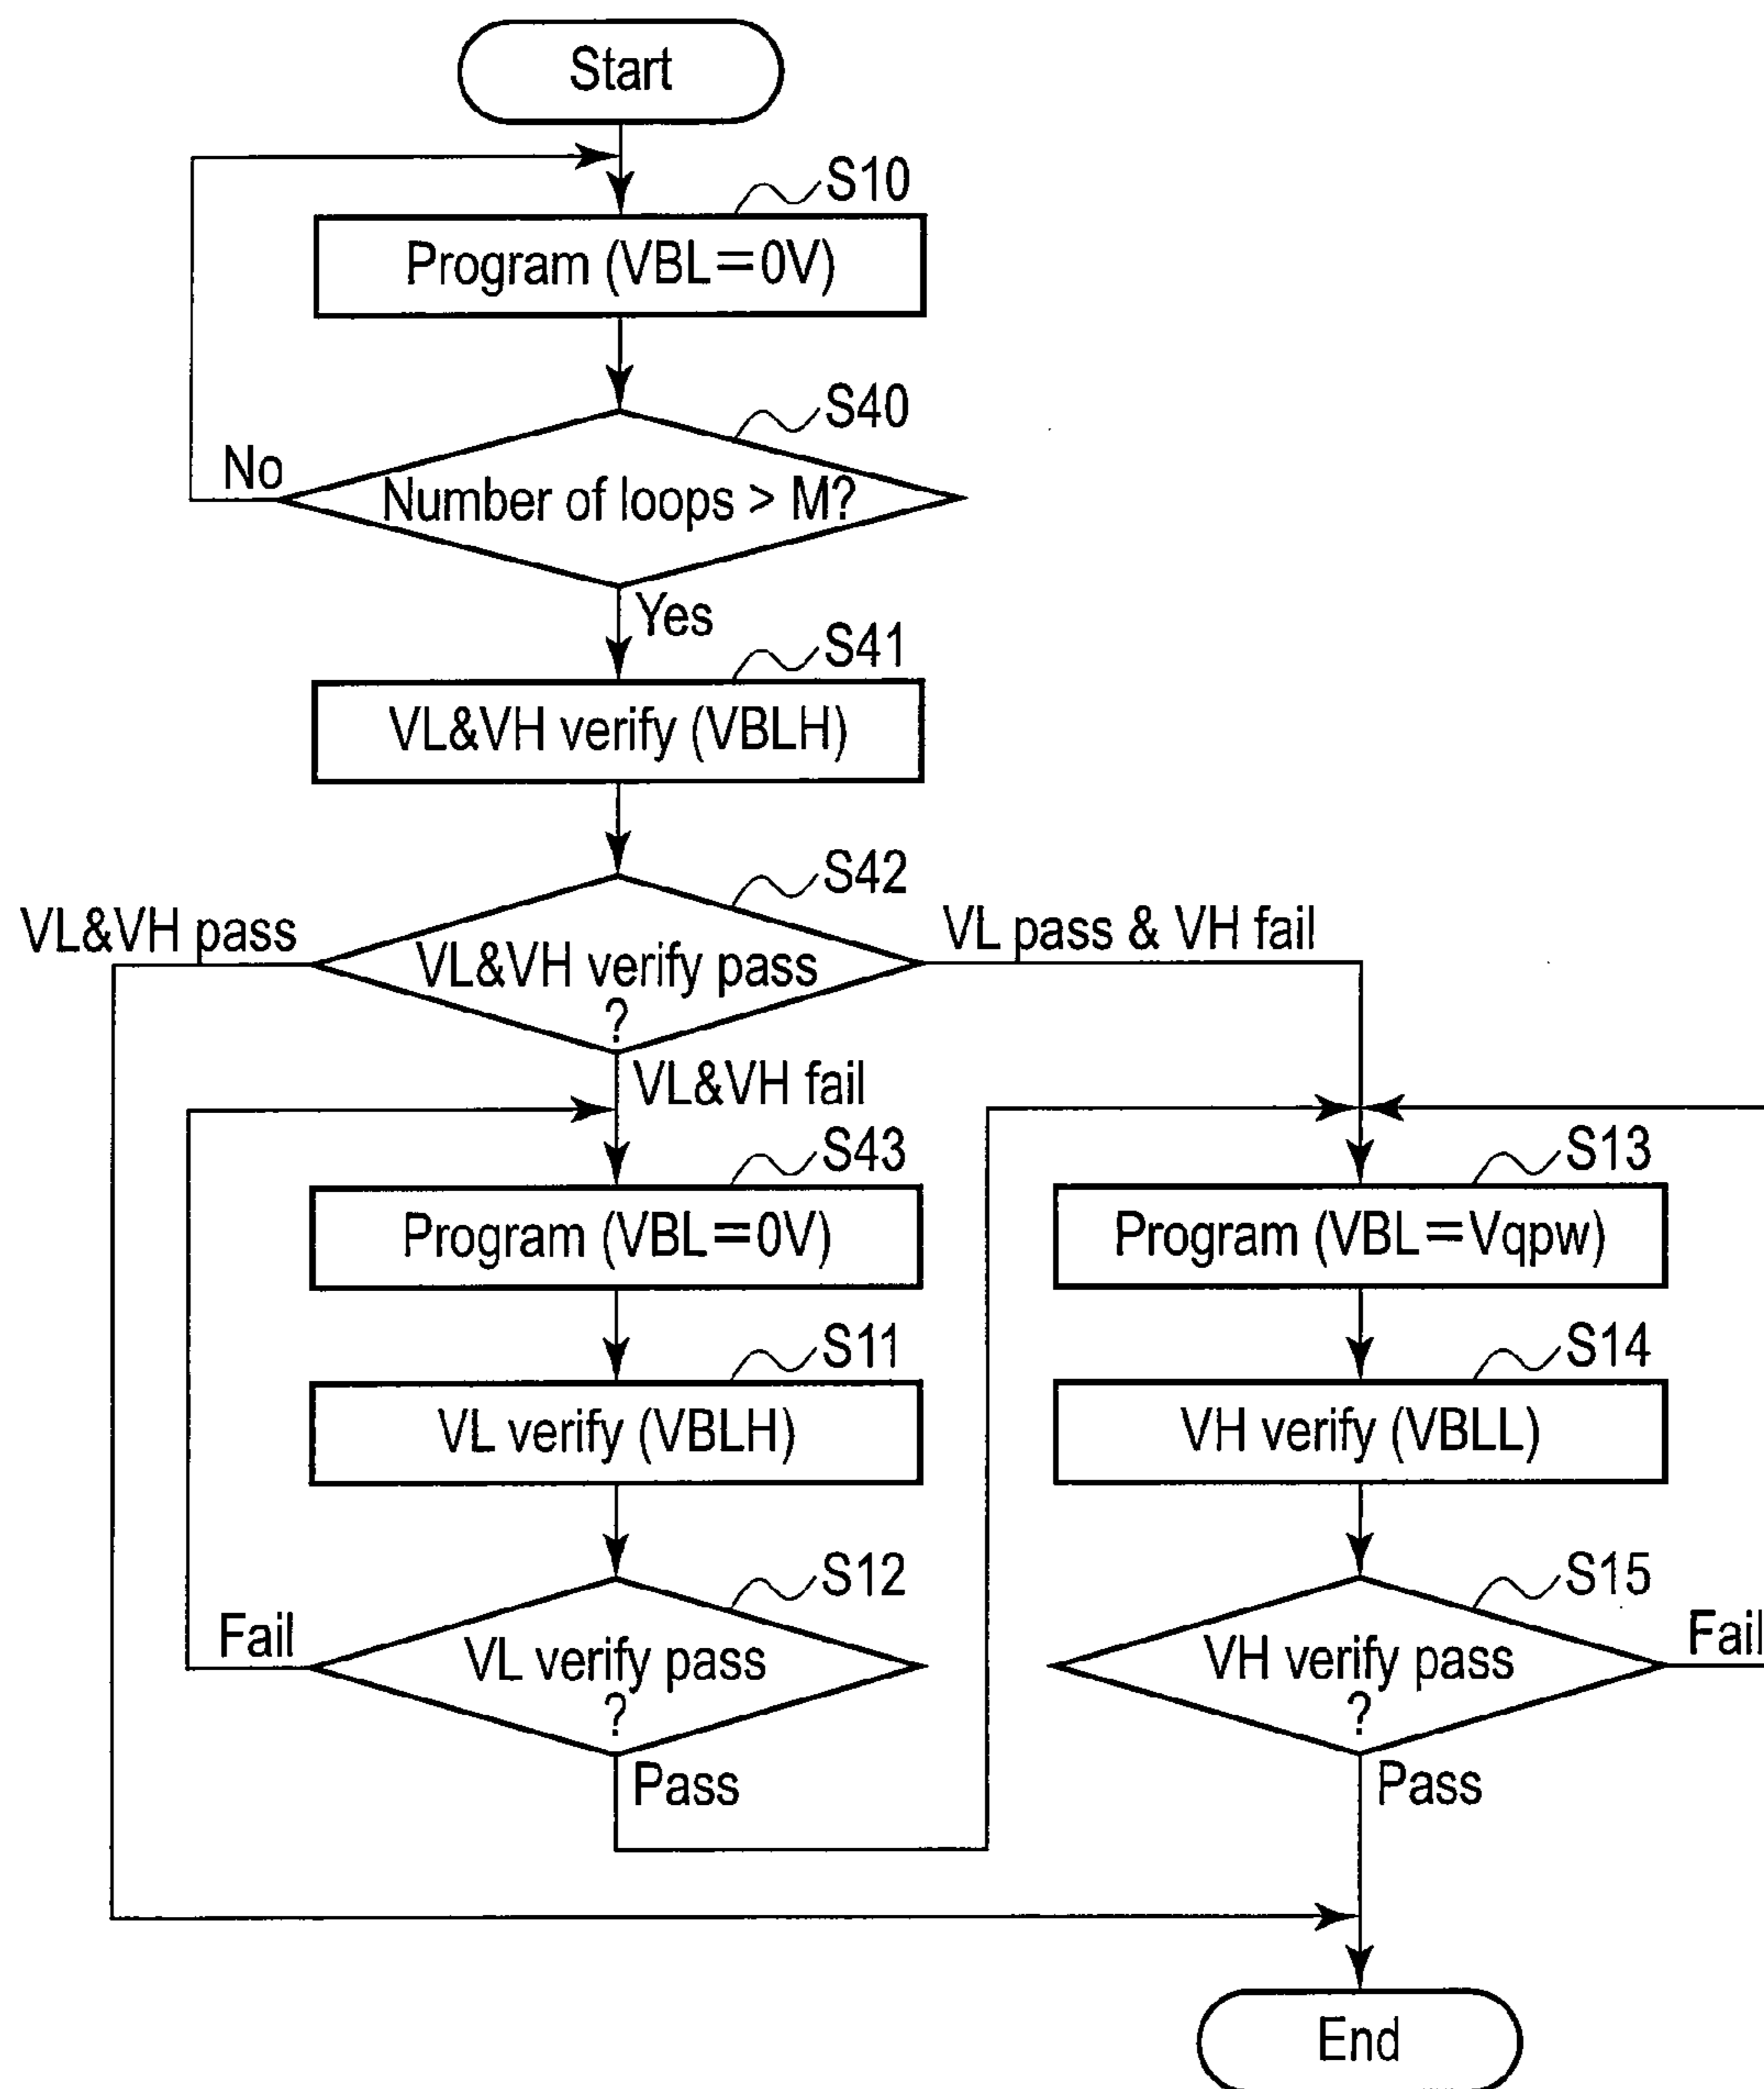 Start
S10
Program (VBL=0V)
S40
No
Number of loops > M?
Yes
S41
VL&VH verify (VBLH)
S42
VL&VH pass
VL pass & VH fail
VL&VH verify pass
?
VL&VH fail
S43
Program (VBL=0V)
S13
Program (VBL=Vqpw)
S11
VL verify (VBLH)
S14
VH verify (VBLL)
S12
Fail
VL verify pass
?
Pass
S15
Fail
VH verify pass
?
Pass
End